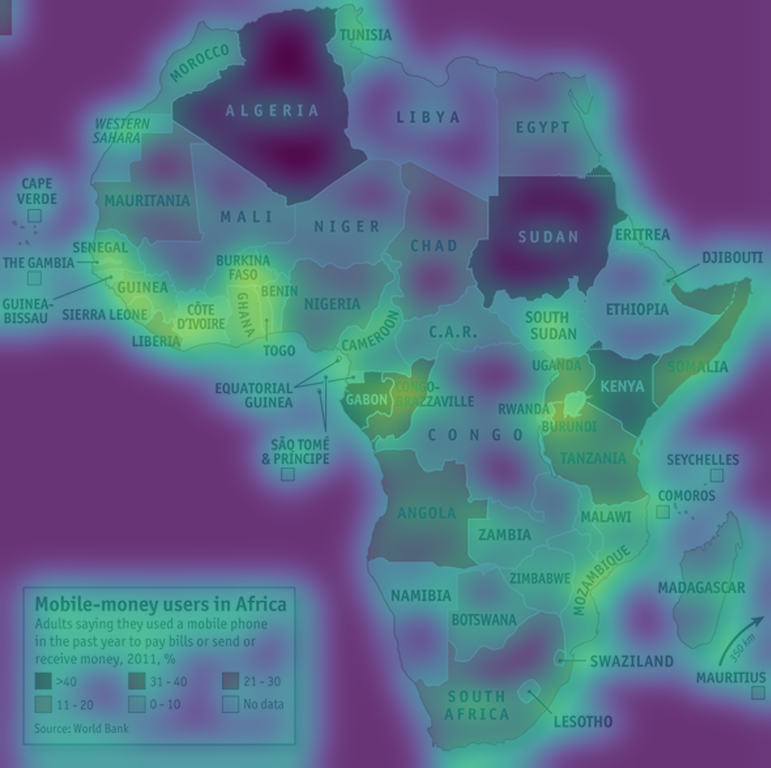 TUNISIA
MOROCCO
ALGERIA
LIBYA
EGYPT
WESTERN
SAHARA
CAPE
VERDE
MAURITANIA
MALI
NIGER
CHAD
SUDAN
ERITREA
DJIBOUTI
SENEGAL
THE GAMBIA
GUINEA-
BISSAU
GUINEA
SIERRA LEONE
LIBERIA
CÔTE
D'IVOIRE
BURKINA
FASO
GHANA
BENIN
TOGO
NIGERIA
CAMEROON
C.A.R.
SOUTH
SUDAN
ETHIOPIA
SOMALIA
UGANDA
KENYA
EQUATORIAL
GUINEA
GABON
CONGO-
BRAZZAVILLE
RWANDA
BURUNDI
CONGO
TANZANIA
SÃO TOMÉ
& PRÍNCIPE
SEYCHELLES
COMOROS
ANGOLA
ZAMBIA
MALAWI
MOZAMBIQUE
ZIMBABWE
NAMIBIA
BOTSWANA
MADAGASCAR
MAURITIUS
350 km
SWAZILAND
SOUTH
AFRICA
LESOTHO
Mobile-money users in Africa
Adults saying they used a mobile phone
in the past year to pay bills or send or
receive money, 2011, %
>40 31 - 40 21 - 30
11 - 20 0 - 10 No data
Source: World Bank